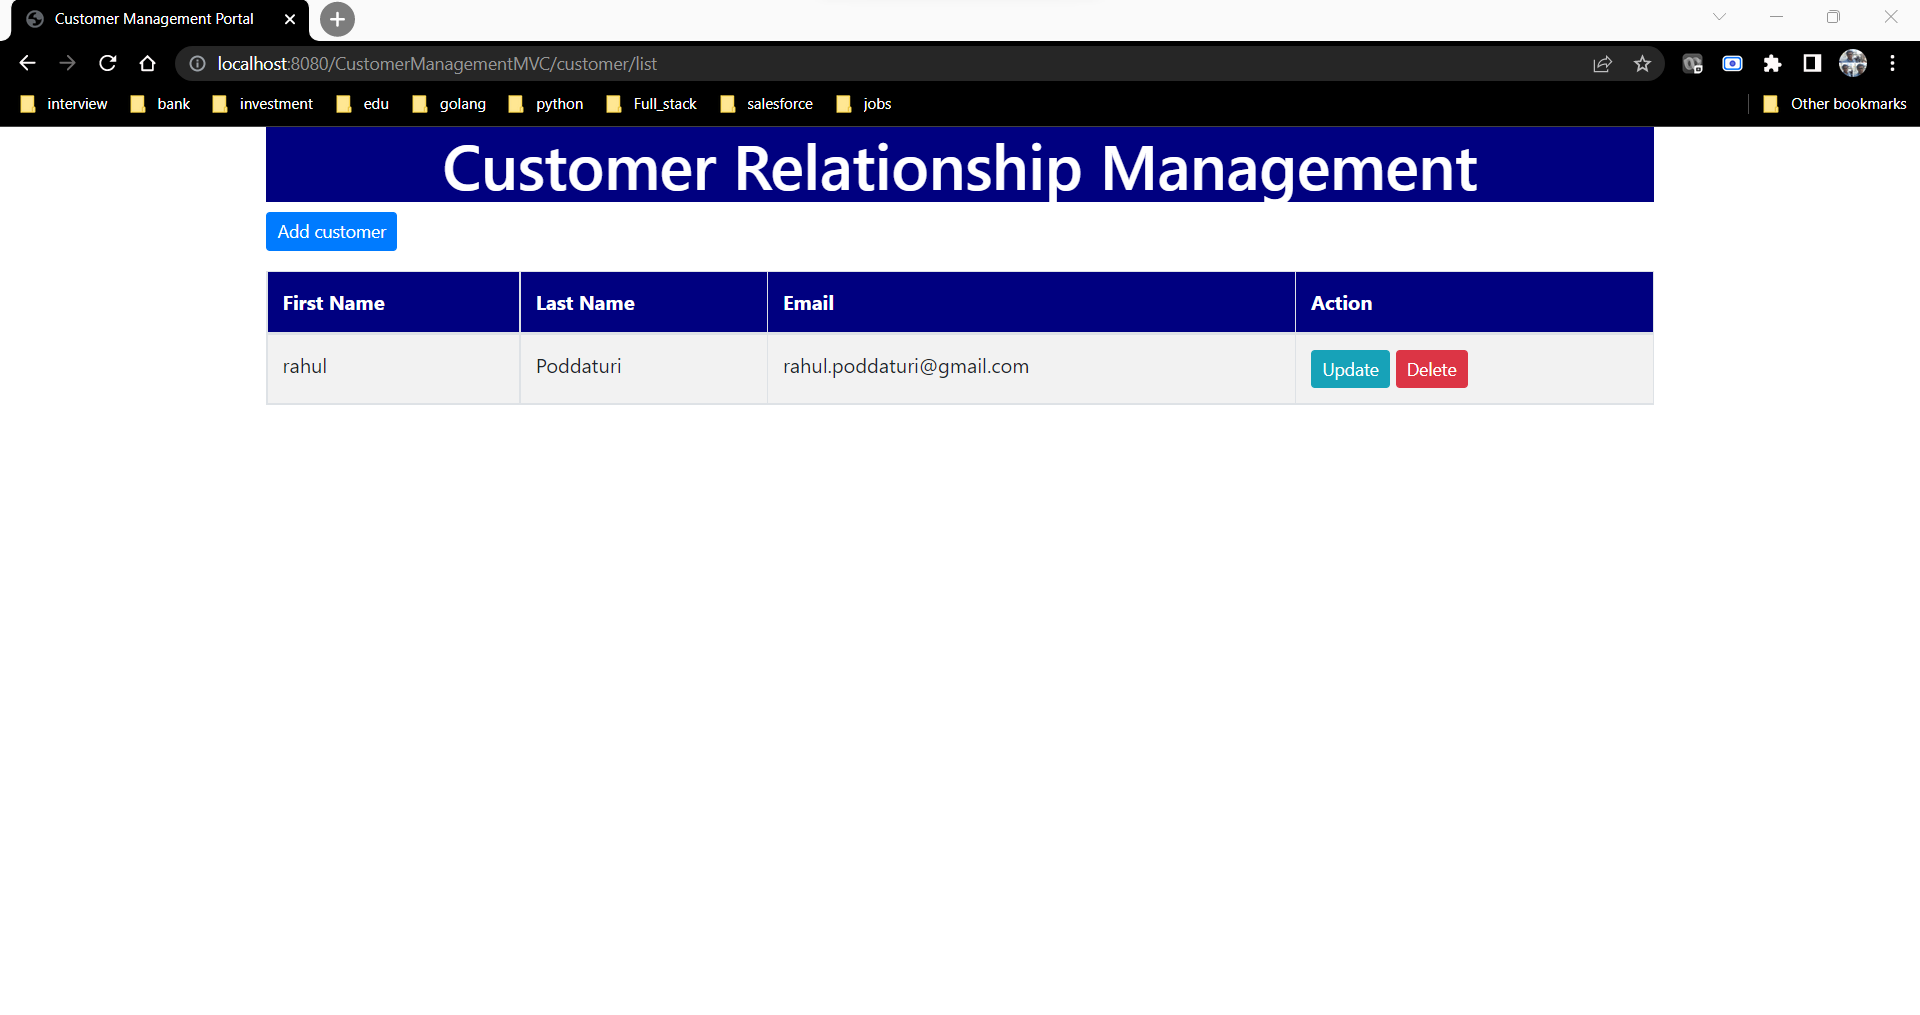 Customer Management Portal
localhost:8080/CustomerManagementMVC/customer/list
interview bank investment edu golang python Full_stack salesforce jobs Other bookmarks
Customer Relationship Management
Add customer
First Name Last Name Email Action
rahul Poddaturi rahul.poddaturi@gmail.com Update Delete